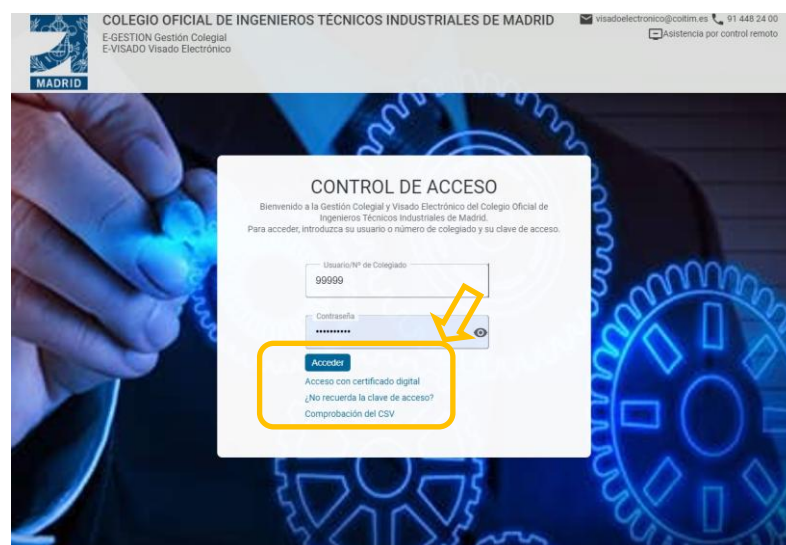 COLEGIO OFICIAL DE INGENIEROS TÉCNICOS INDUSTRIALES DE MADRID
visadoelectronico@coitim.es 91 448 24 00
E-GESTION Gestión Colegial
Asistencia por control remoto
E-VISADO Visado Electrónico
MADRID
CONTROL DE ACCESO
Bienvenido a la Gestión Colegial y Visado Electrónico del Colegio Oficial de
Ingenieros Técnicos Industriales de Madrid.
Para acceder, introduzca su usuario o número de colegiado y su clave de acceso.
Usuario/Nº de Colegiado
99999
Contraseña
••••••••••
Acceder
Acceso con certificado digital
¿No recuerda la clave de acceso?
Comprobación del CSV